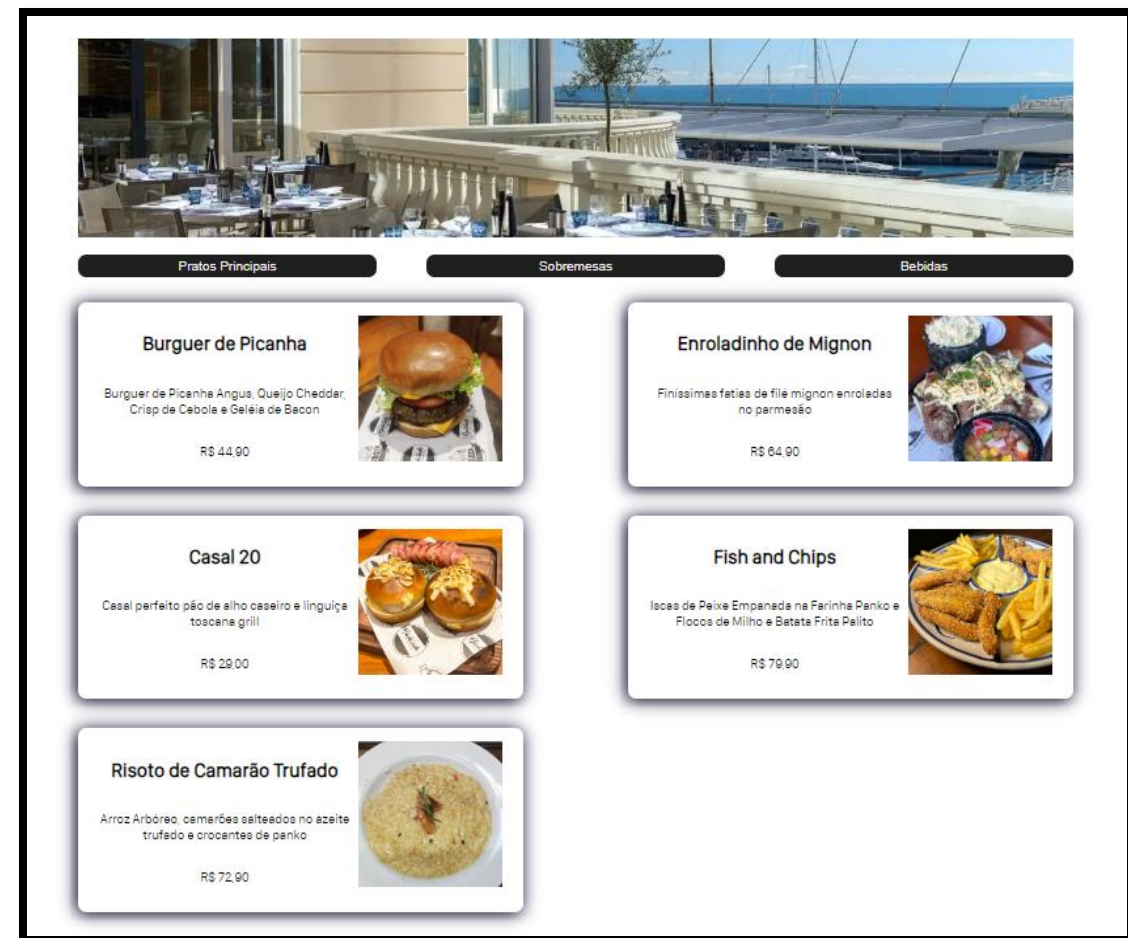 Pratos Principais
Sobremesas
Bebidas
Burguer de Picanha
Burguer de Picanha Angus, Queijo Cheddar,
Crisp de Cebola e Geléia de Bacon
R$ 44,90
Enroladinho de Mignon
Finíssimas fatias de filé mignon enroladas
no parmesão
R$ 64,90
Casal 20
Casal perfeito pão de alho caseiro e linguiça
toscana grill
R$ 29,00
Fish and Chips
Iscas de Peixe Empanada na Farinha Panko e
Flocos de Milho e Batata Frita Palito
R$ 79,90
Risoto de Camarão Trufado
Arroz Arbóreo, camarões salteados no azeite
trufado e crocantes de panko
R$ 72,90